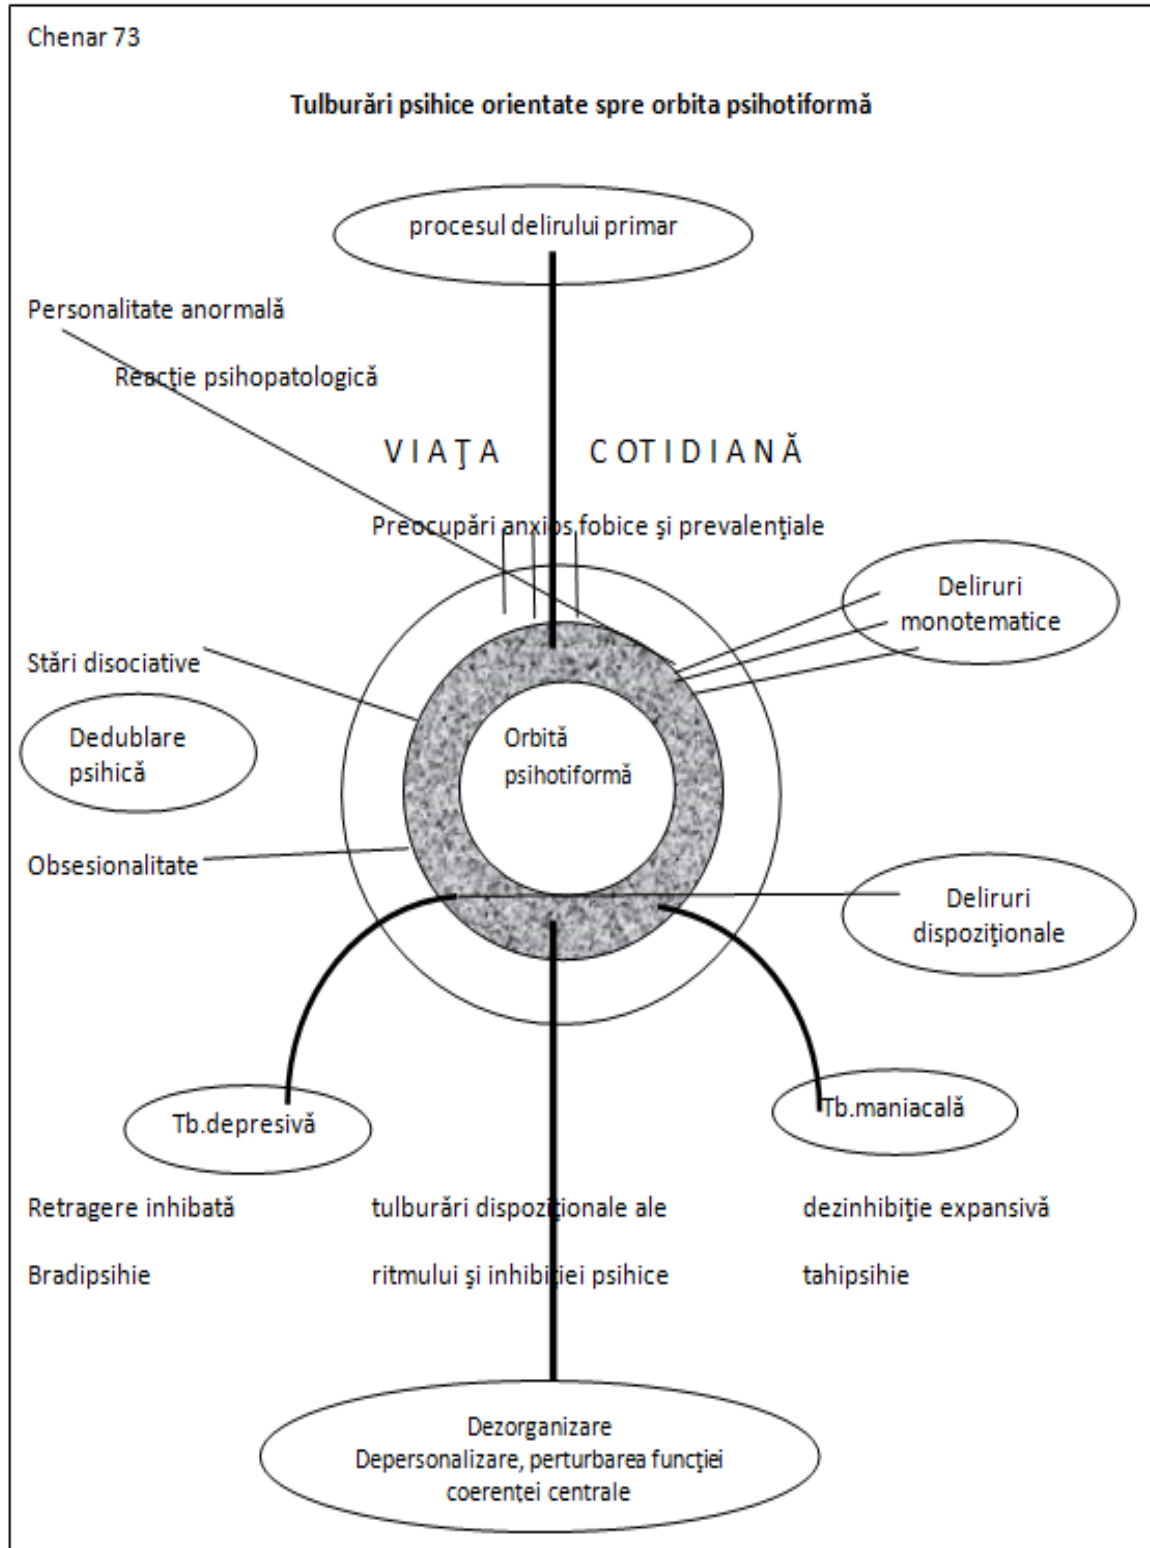 Chenar 73
Tulburări psihice orientate spre orbita psihotiformă
procesul delirului primar
Personalitate anormală
Reacţie psihopatologică
VIAŢA COTIDIANĂ
Preocupări anxios fobice şi prevalenţiale
Deliruri
monotematice
Stări disociative
Dedublare
psihică
Orbită
psihotiformă
Obsesionalitate
Deliruri
dispoziţionale
Tb.depresivă
Tb.maniacală
Retragere inhibată tulburări dispoziţionale ale dezinhibiţie expansivă
Bradipsihie ritmului şi inhibiţiei psihice tahipsihie
Dezorganizare
Depersonalizare, perturbarea funcţiei
coerenţei centrale